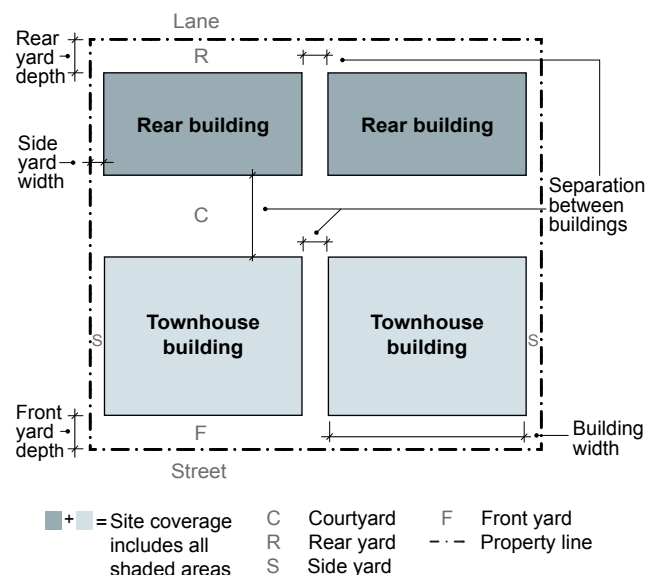 Lane
Rear
yard
depth
R
Rear building
Rear building
Side
yard
width
C
Separation
between
buildings
Townhouse
building
Townhouse
building
S
S
Front
yard
depth
F
Building
width
Street
+ = Site coverage
includes all
shaded areas
C Courtyard
R Rear yard
S Side yard
F Front yard
Property line